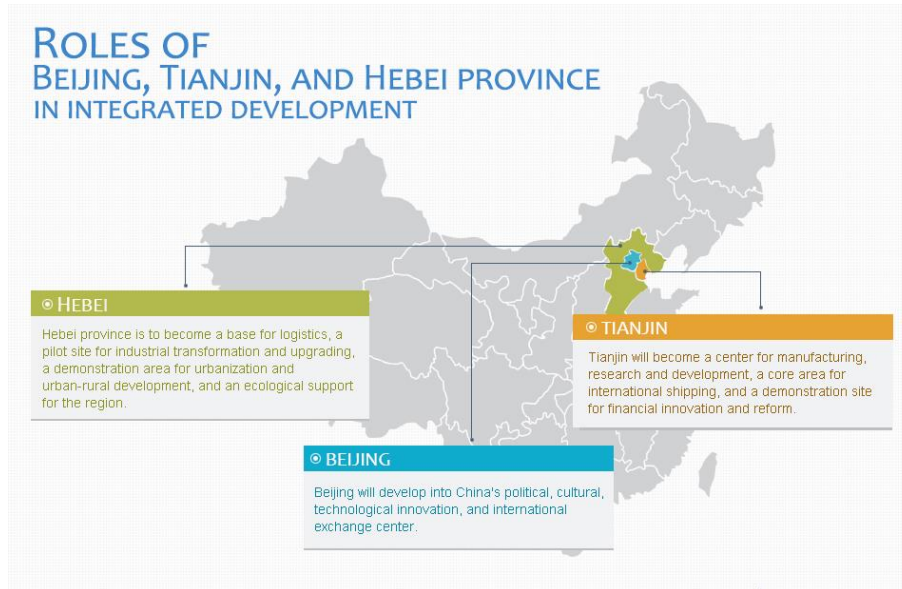 ROLES OF
BEIJING, TIANJIN, AND HEBEI PROVINCE
IN INTEGRATED DEVELOPMENT
HEBEI
Hebei province is to become a base for logistics, a
pilot site for industrial transformation and upgrading,
a demonstration area for urbanization and
urban-rural development, and an ecological support
for the region.
TIANJIN
Tianjin will become a center for manufacturing,
research and development, a core area for
international shipping, and a demonstration site
for financial innovation and reform.
BEIJING
Beijing will develop into China's political, cultural,
technological innovation, and international
exchange center.